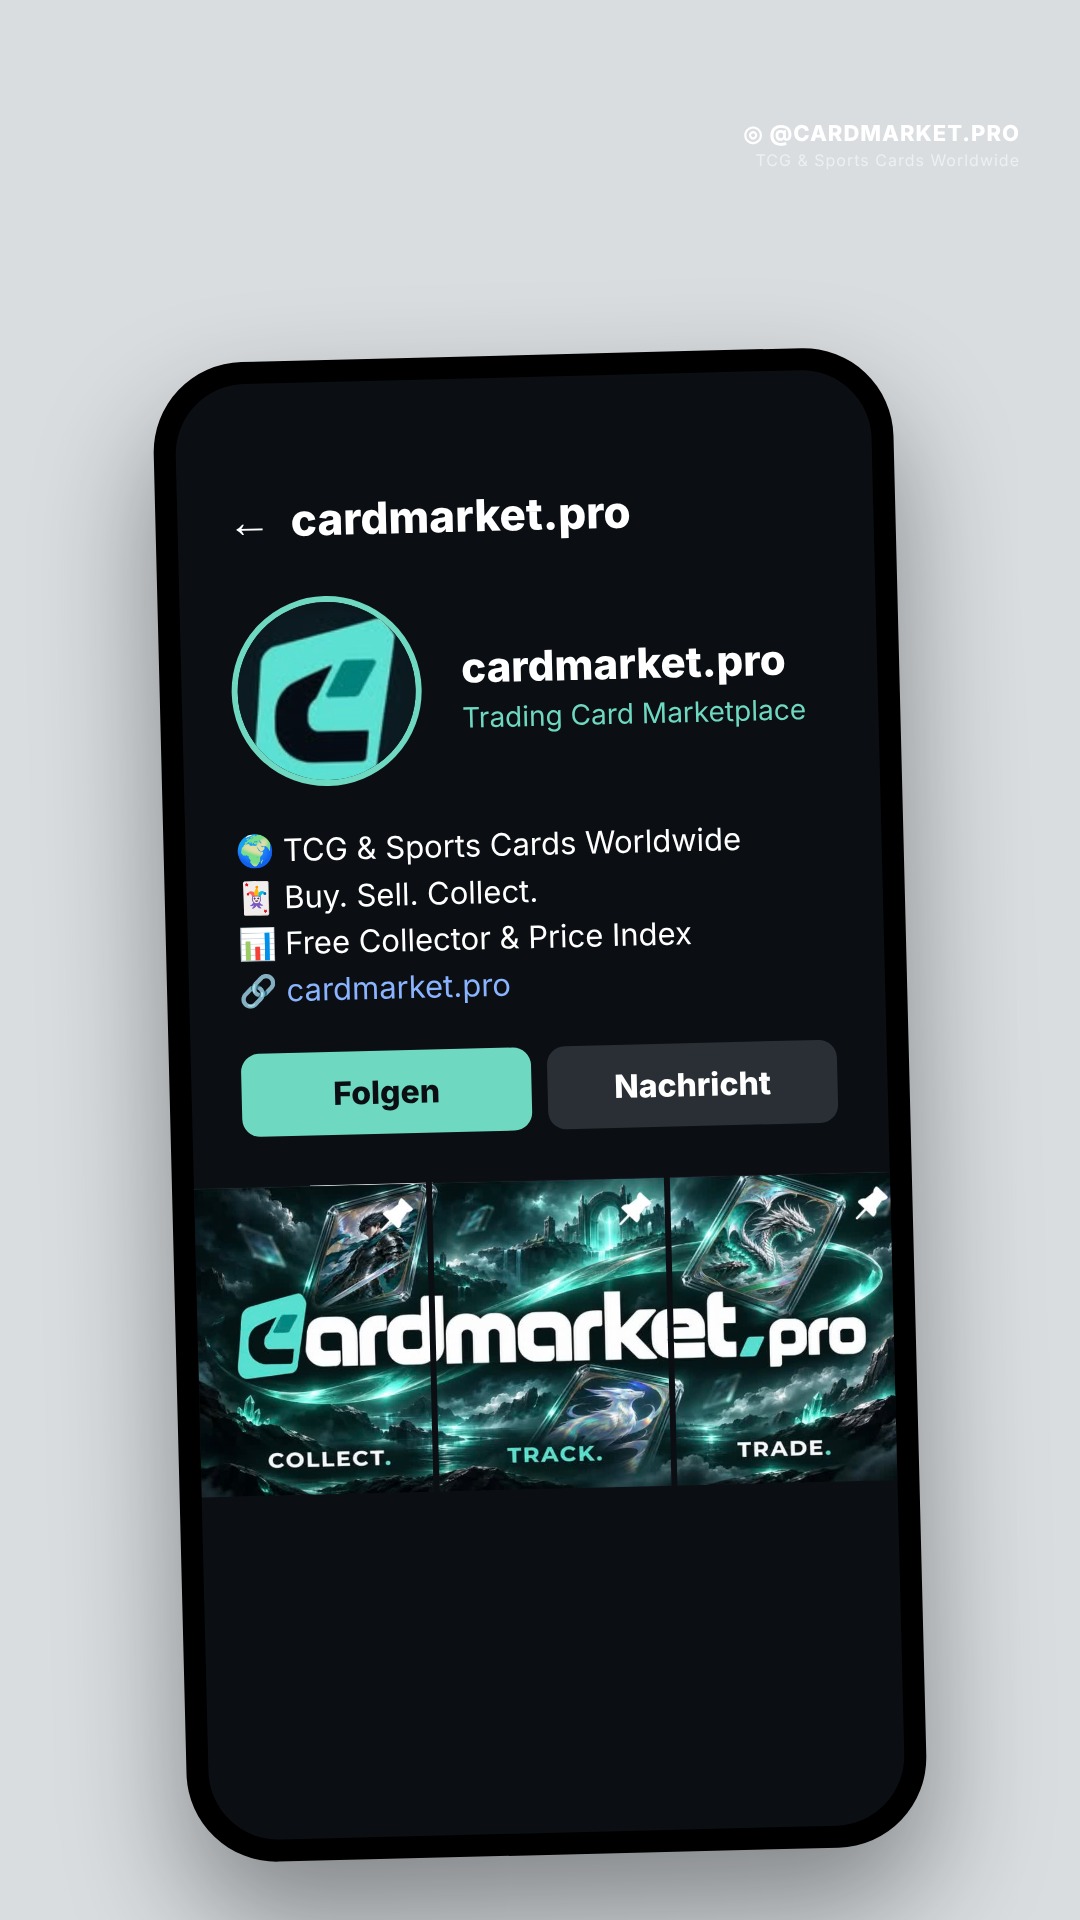 @CARDMARKET.PRO
TCG & Sports Cards Worldwide
← cardmarket.pro
cardmarket.pro
Trading Card Marketplace
🌍 TCG & Sports Cards Worldwide
🃏 Buy. Sell. Collect.
📊 Free Collector & Price Index
🔗 cardmarket.pro
Folgen
Nachricht
cardmarket.pro
COLLECT.
TRACK.
TRADE.